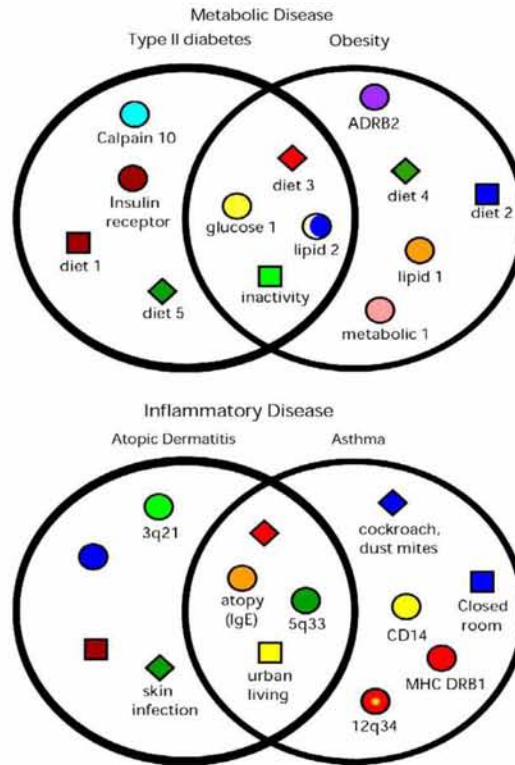 Metabolic Disease
Type II diabetes
Obesity
Calpain 10
ADRB2
Insulin
receptor
diet 3
diet 4
diet 2
glucose 1
lipid 2
diet 1
lipid 1
diet 5
inactivity
metabolic 1
Inflammatory Disease
Atopic Dermatitis
Asthma
3q21
cockroach,
dust mites
atopy
(IgE)
5q33
CD14
Closed
room
urban
living
skin
infection
MHC DRB1
12q34